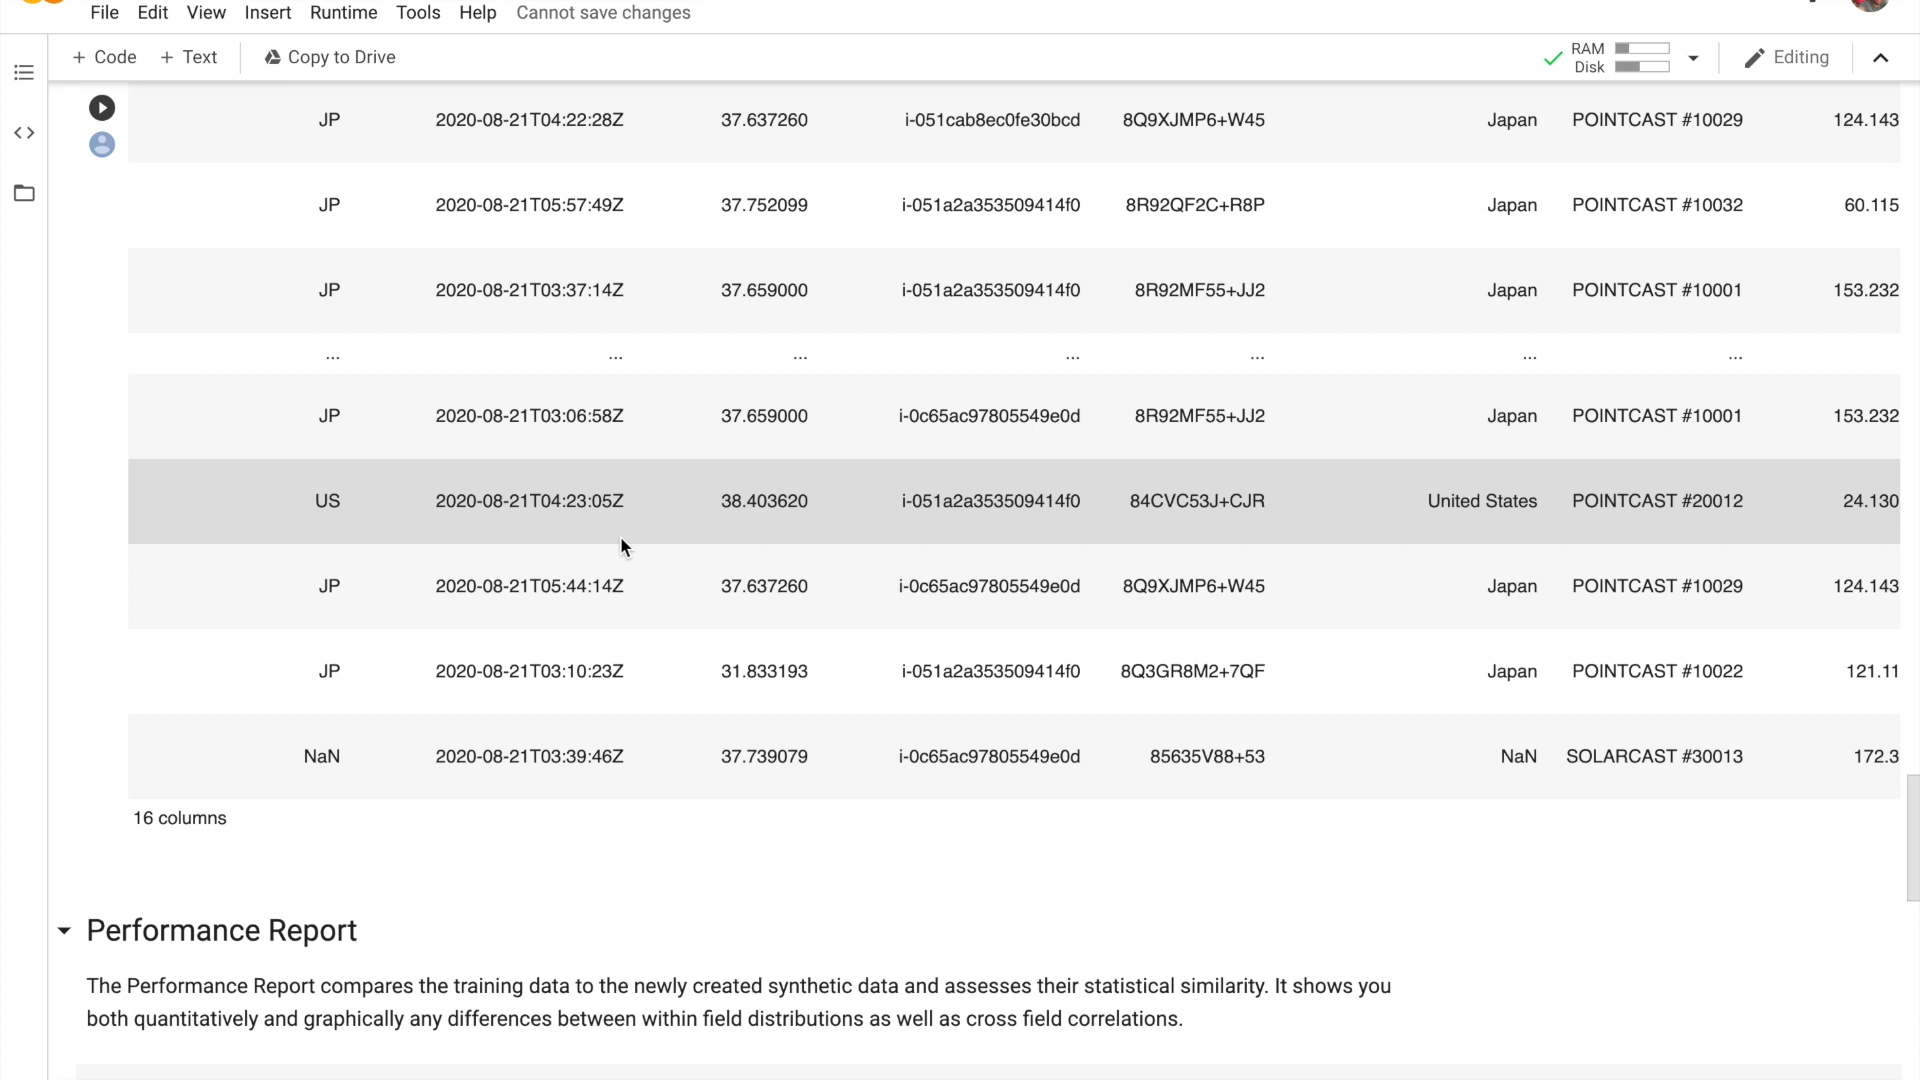 File Edit View Insert Runtime Tools Help Cannot save changes
+ Code + Text Copy to Drive RAM Disk Editing
JP 2020-08-21T04:22:28Z 37.637260 i-051cab8ec0fe30bcd 8Q9XJMP6+W45 Japan POINTCAST #10029 124.143
JP 2020-08-21T05:57:49Z 37.752099 i-051a2a353509414f0 8R92QF2C+R8P Japan POINTCAST #10032 60.115
JP 2020-08-21T03:37:14Z 37.659000 i-051a2a353509414f0 8R92MF55+JJ2 Japan POINTCAST #10001 153.232
... ... ... ... ... ... ...
JP 2020-08-21T03:06:58Z 37.659000 i-0c65ac97805549e0d 8R92MF55+JJ2 Japan POINTCAST #10001 153.232
US 2020-08-21T04:23:05Z 38.403620 i-051a2a353509414f0 84CVC53J+CJR United States POINTCAST #20012 24.130
JP 2020-08-21T05:44:14Z 37.637260 i-0c65ac97805549e0d 8Q9XJMP6+W45 Japan POINTCAST #10029 124.143
JP 2020-08-21T03:10:23Z 31.833193 i-051a2a353509414f0 8Q3GR8M2+7QF Japan POINTCAST #10022 121.11
NaN 2020-08-21T03:39:46Z 37.739079 i-0c65ac97805549e0d 85635V88+53 NaN SOLARCAST #30013 172.3
16 columns
Performance Report
The Performance Report compares the training data to the newly created synthetic data and assesses their statistical similarity. It shows you
both quantitatively and graphically any differences between within field distributions as well as cross field correlations.